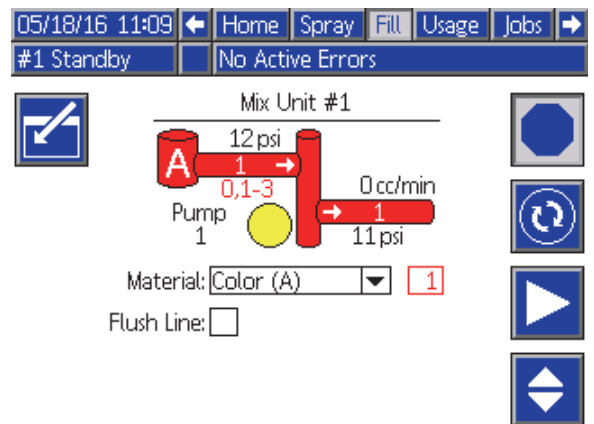 05/18/16 11:09 Home Spray Fill Usage Jobs
#1 Standby No Active Errors
Mix Unit #1
12 psi
A
1
0,1-3
0 cc/min
Pump
1
1
11 psi
Material: Color (A) 1
Flush Line: